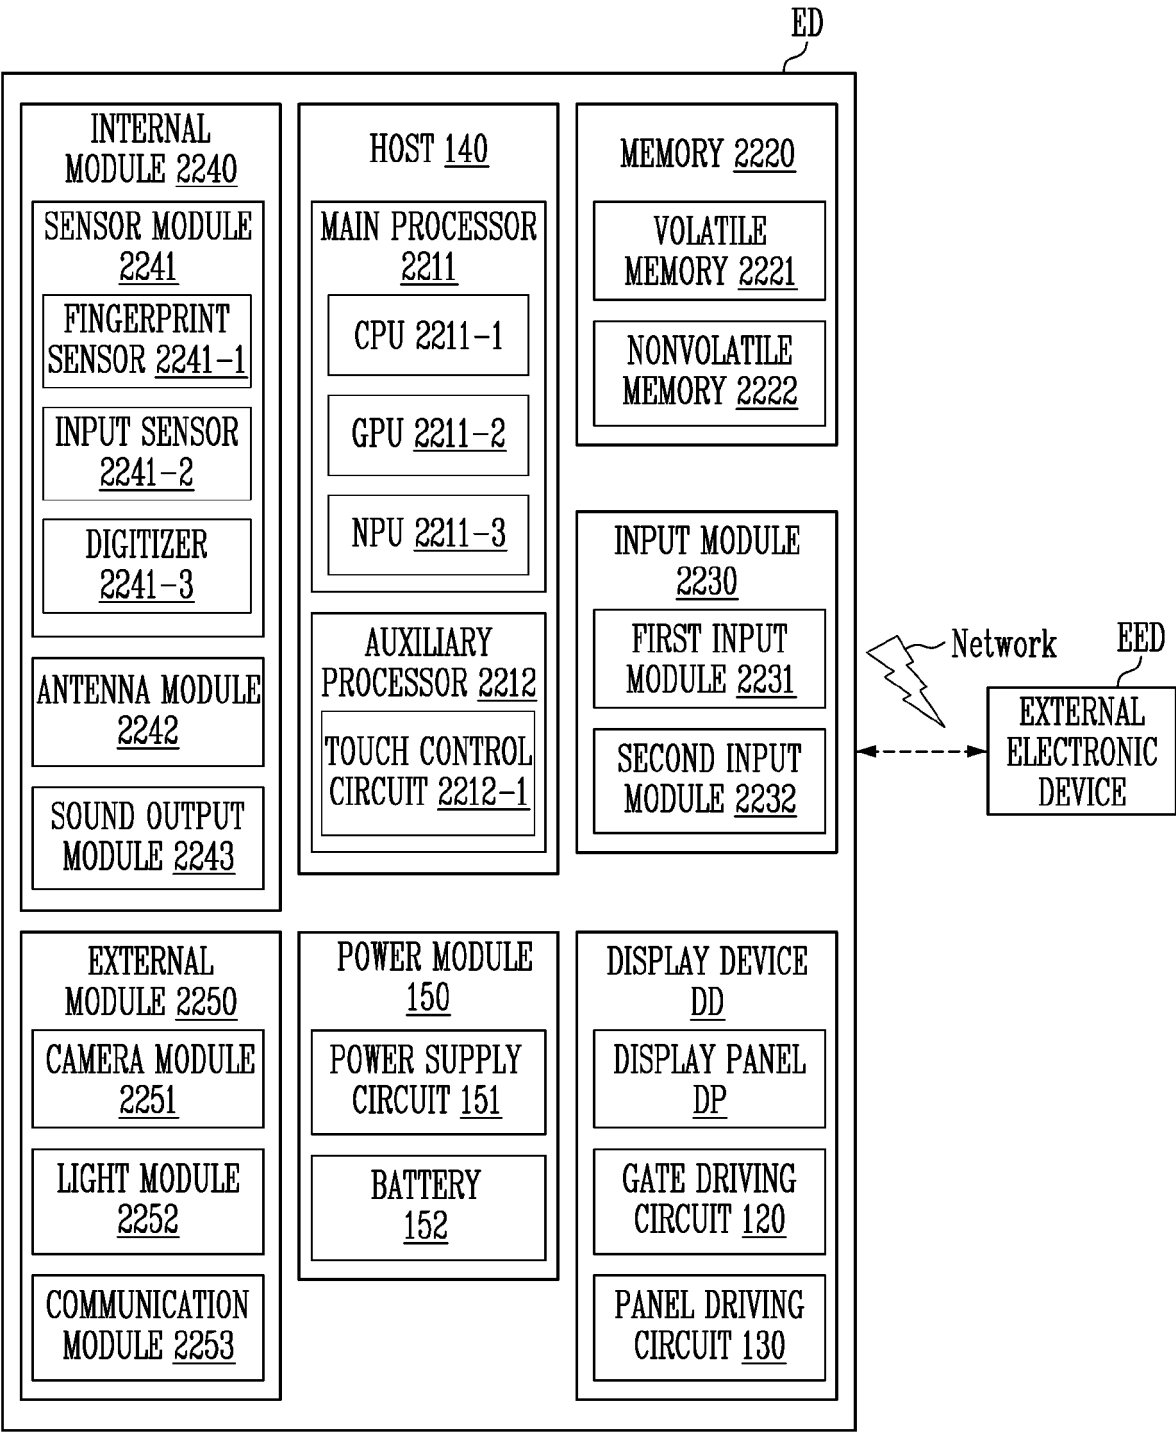 ED
INTERNAL
MODULE 2240
SENSOR MODULE
2241
FINGERPRINT
SENSOR 2241-1
INPUT SENSOR
2241-2
DIGITIZER
2241-3
ANTENNA MODULE
2242
SOUND OUTPUT
MODULE 2243
HOST 140
MAIN PROCESSOR
2211
CPU 2211-1
GPU 2211-2
NPU 2211-3
AUXILIARY
PROCESSOR 2212
TOUCH CONTROL
CIRCUIT 2212-1
MEMORY 2220
VOLATILE
MEMORY 2221
NONVOLATILE
MEMORY 2222
INPUT MODULE
2230
FIRST INPUT
MODULE 2231
SECOND INPUT
MODULE 2232
Network
EED
EXTERNAL
ELECTRONIC
DEVICE
EXTERNAL
MODULE 2250
CAMERA MODULE
2251
LIGHT MODULE
2252
COMMUNICATION
MODULE 2253
POWER MODULE
150
POWER SUPPLY
CIRCUIT 151
BATTERY
152
DISPLAY DEVICE
DD
DISPLAY PANEL
DP
GATE DRIVING
CIRCUIT 120
PANEL DRIVING
CIRCUIT 130